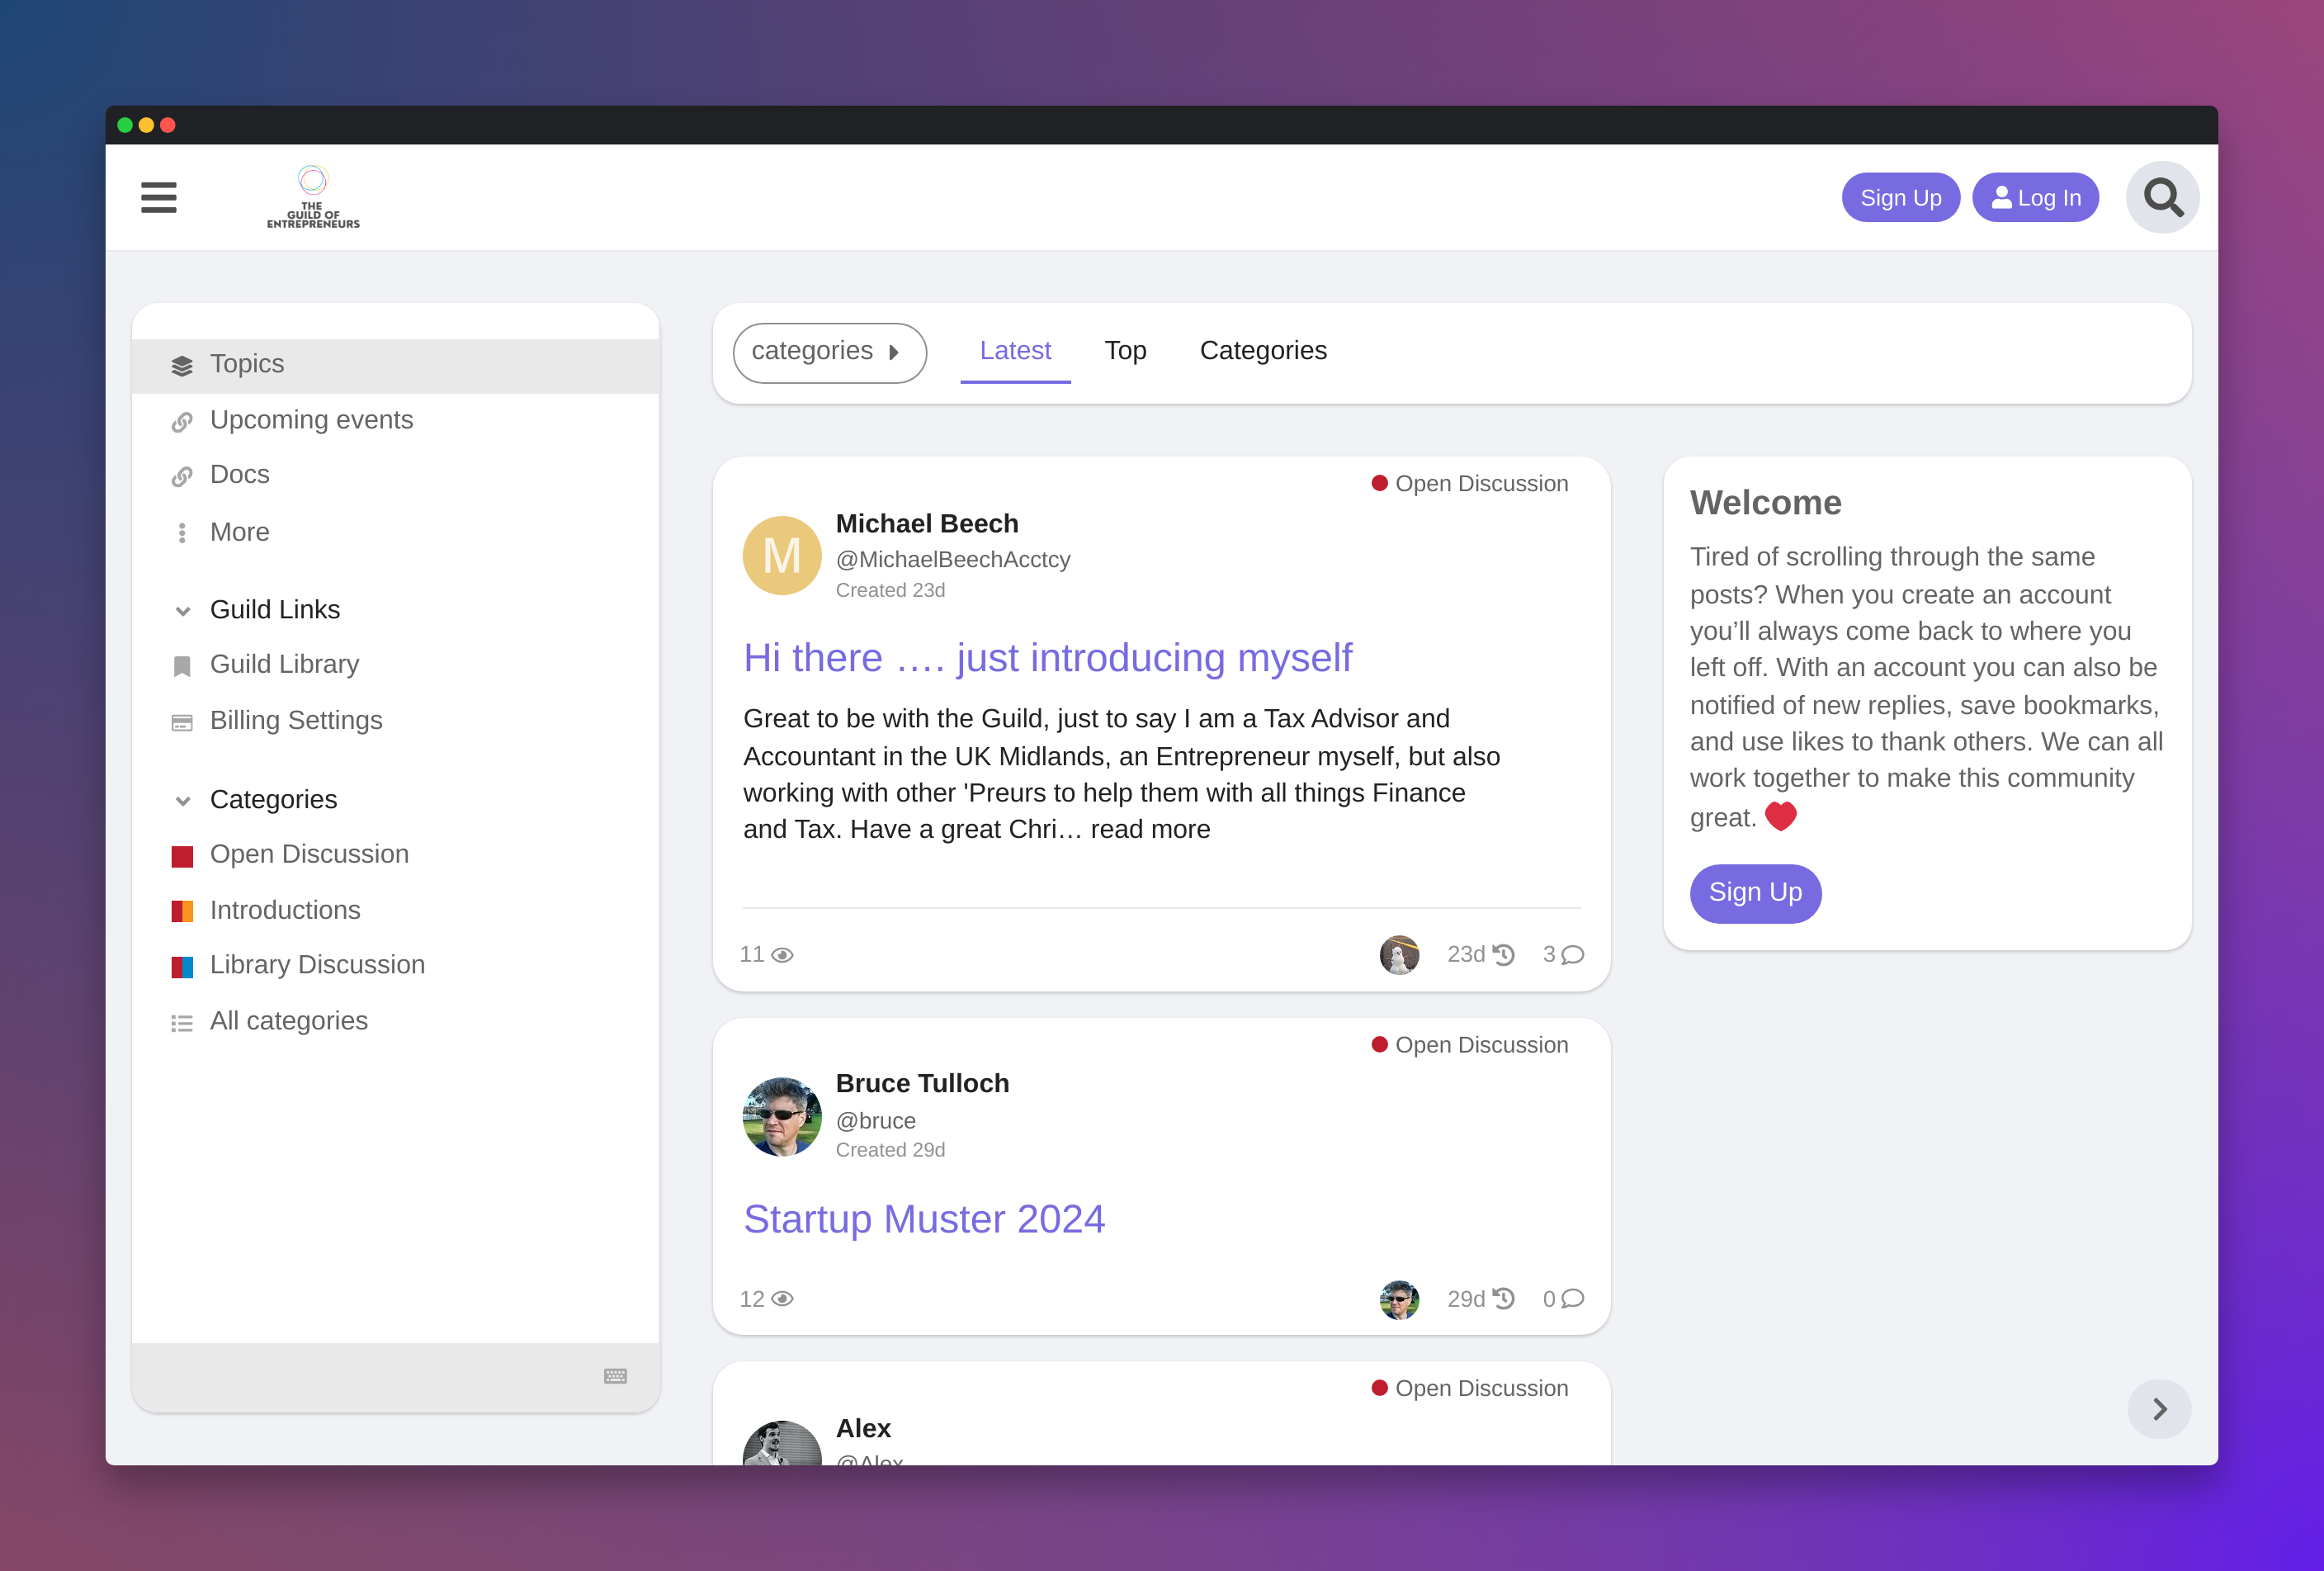 THE
GUILD OF
ENTREPRENEURS
Sign Up
Log In
Topics
Upcoming events
Docs
More
Guild Links
Guild Library
Billing Settings
Categories
Open Discussion
Introductions
Library Discussion
All categories
categories
Latest
Top
Categories
Open Discussion
M
Michael Beech
@MichaelBeechAcctcy
Created 23d
Hi there …. just introducing myself
Great to be with the Guild, just to say I am a Tax Advisor and
Accountant in the UK Midlands, an Entrepreneur myself, but also
working with other 'Preurs to help them with all things Finance
and Tax. Have a great Chri… read more
11
23d
3
Open Discussion
Bruce Tulloch
@bruce
Created 29d
Startup Muster 2024
12
29d
0
Open Discussion
Alex
@Alex
Welcome
Tired of scrolling through the same
posts? When you create an account
you’ll always come back to where you
left off. With an account you can also be
notified of new replies, save bookmarks,
and use likes to thank others. We can all
work together to make this community
great.
Sign Up